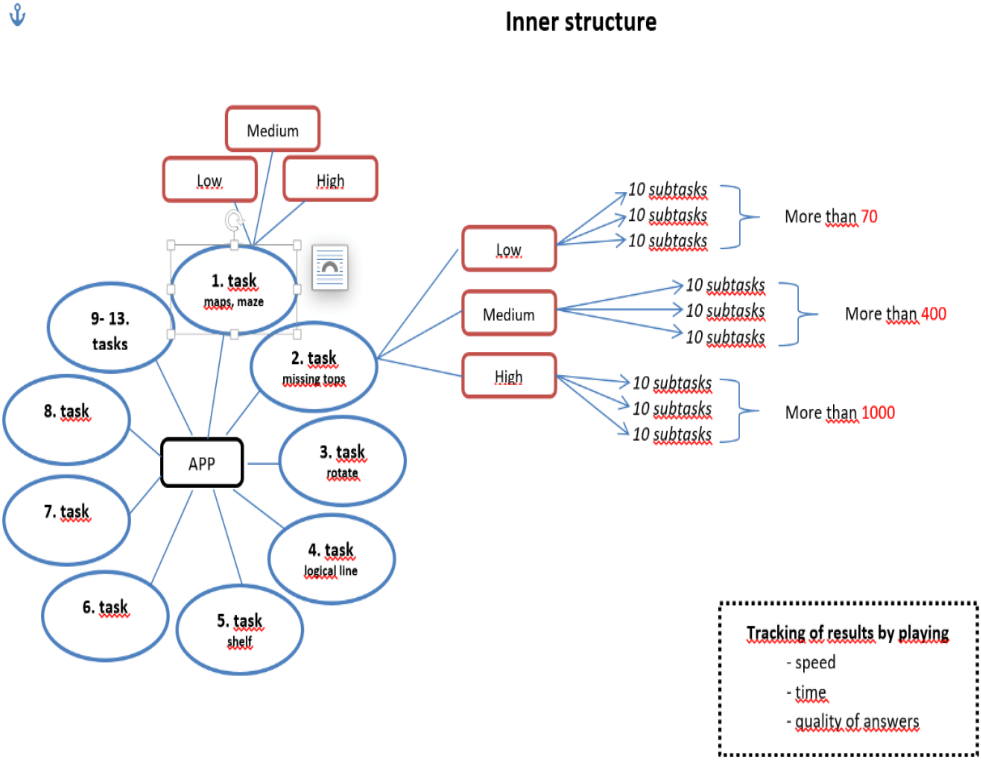 Inner structure
Medium
Low
High
1. task
maps, maze
9- 13.
tasks
2. task
missing tops
8. task
3. task
rotate
APP
7. task
4. task
logical line
6. task
5. task
shelf
Low
10 subtasks
10 subtasks
10 subtasks
More than 70
Medium
10 subtasks
10 subtasks
10 subtasks
More than 400
High
10 subtasks
10 subtasks
10 subtasks
More than 1000
Tracking of results by playing
- speed
- time
- quality of answers